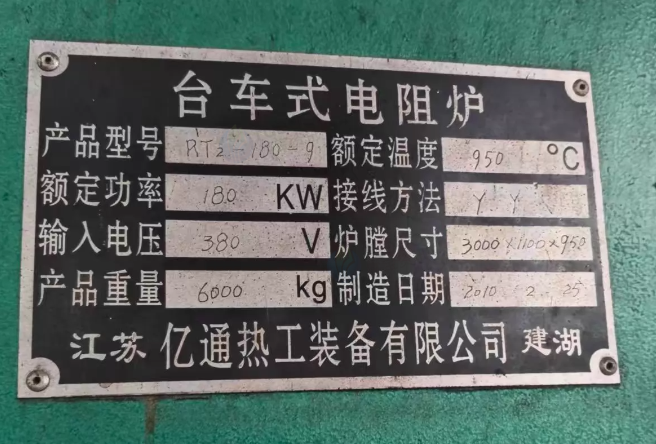 台车式电阻炉
产品型号 RT2-180-9 额定温度 950 °C
额定功率 180 KW 接线方法 Y Y
输入电压 380 V 炉膛尺寸 3000×1100×950
产品重量 6000 kg 制造日期 2010 2 25
江苏 亿通热工装备有限公司 建湖